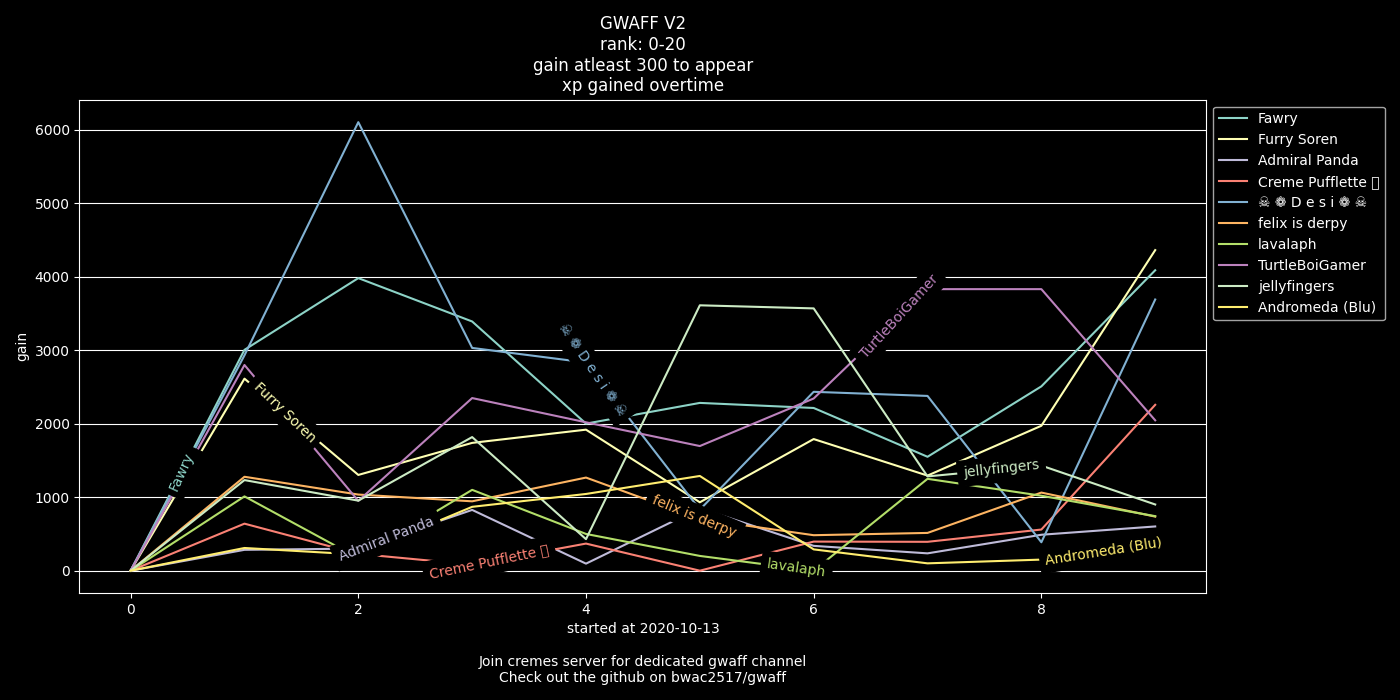 GWAFF V2
rank: 0-20
gain atleast 300 to appear
xp gained overtime
gain
6000
5000
4000
3000
2000
1000
0
0 2 4 6 8
started at 2020-10-13
Fawry
Furry Soren
Admiral Panda
Creme Pufflette
☠ ❁ D e s i ❁ ☠
felix is derpy
lavalaph
TurtleBoiGamer
jellyfingers
Andromeda (Blu)
Fawry
Furry Soren
Admiral Panda
Creme Pufflette
☠ ❁ D e s i ❁ ☠
felix is derpy
lavalaph
TurtleBoiGamer
jellyfingers
Andromeda (Blu)
Join cremes server for dedicated gwaff channel
Check out the github on bwac2517/gwaff